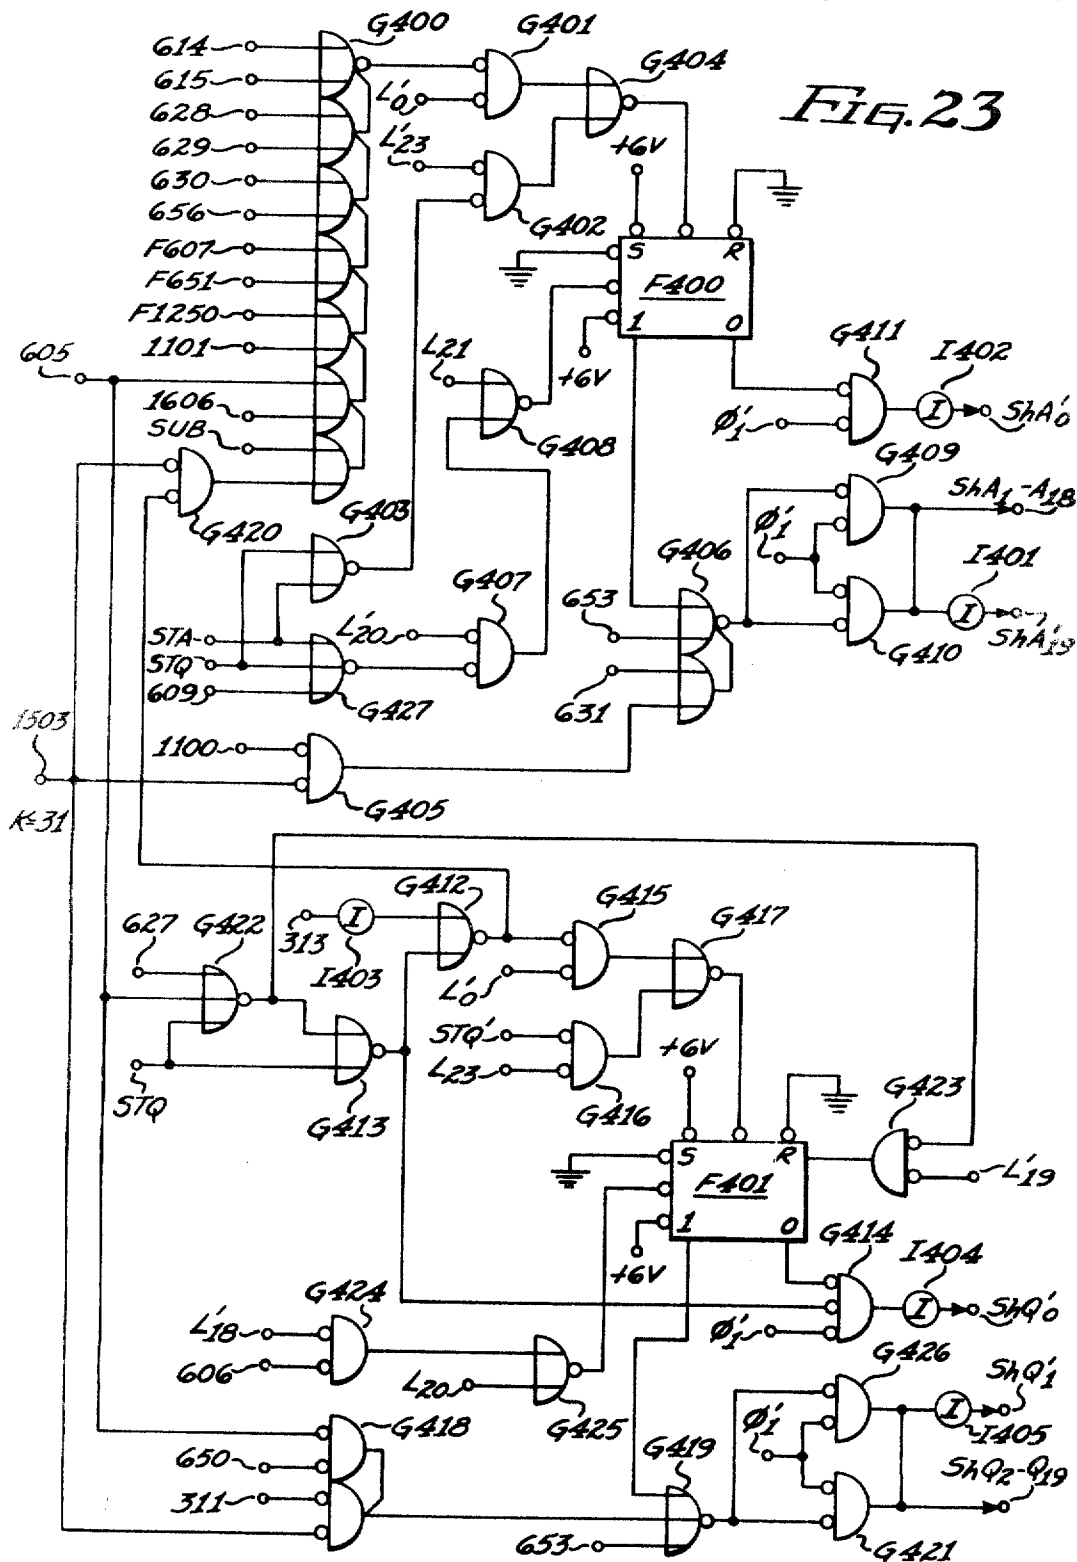 FIG. 23
G400
G401
G404
614
615
628
629
630
656
F607
F651
F1250
1101
605
1606
SUB
L'0
L'23
G402
+6V
S
R
F400
1
0
+6V
L21
G408
G411
I402
I
ShA'0
Ø'1
G409
ShA1-A18
Ø'1
I401
I
ShA'19
G410
G420
G403
G406
G407
653
631
STA
STQ
609
L'20
G427
1503
1100
G405
K=31
G412
G415
G417
627
G422
313
I
I403
L'0
STQ'
L23
G416
+6V
STQ
G413
G423
S
R
F401
1
0
L'19
+6V
G414
I404
I
ShQ'0
Ø'1
G424
L'18
606
L20
G425
G426
ShQ'1
I
I405
Ø'1
G418
650
311
G419
653
ShQ2-Q19
G421